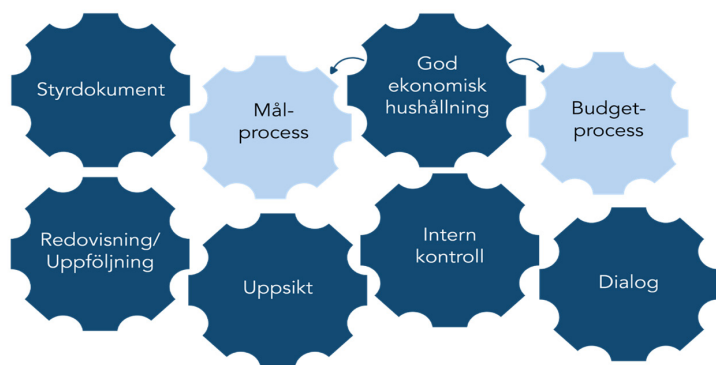 Styrdokument
Mål-
process
God
ekonomisk
hushållning
Budget-
process
Redovisning/
Uppföljning
Uppsikt
Intern
kontroll
Dialog